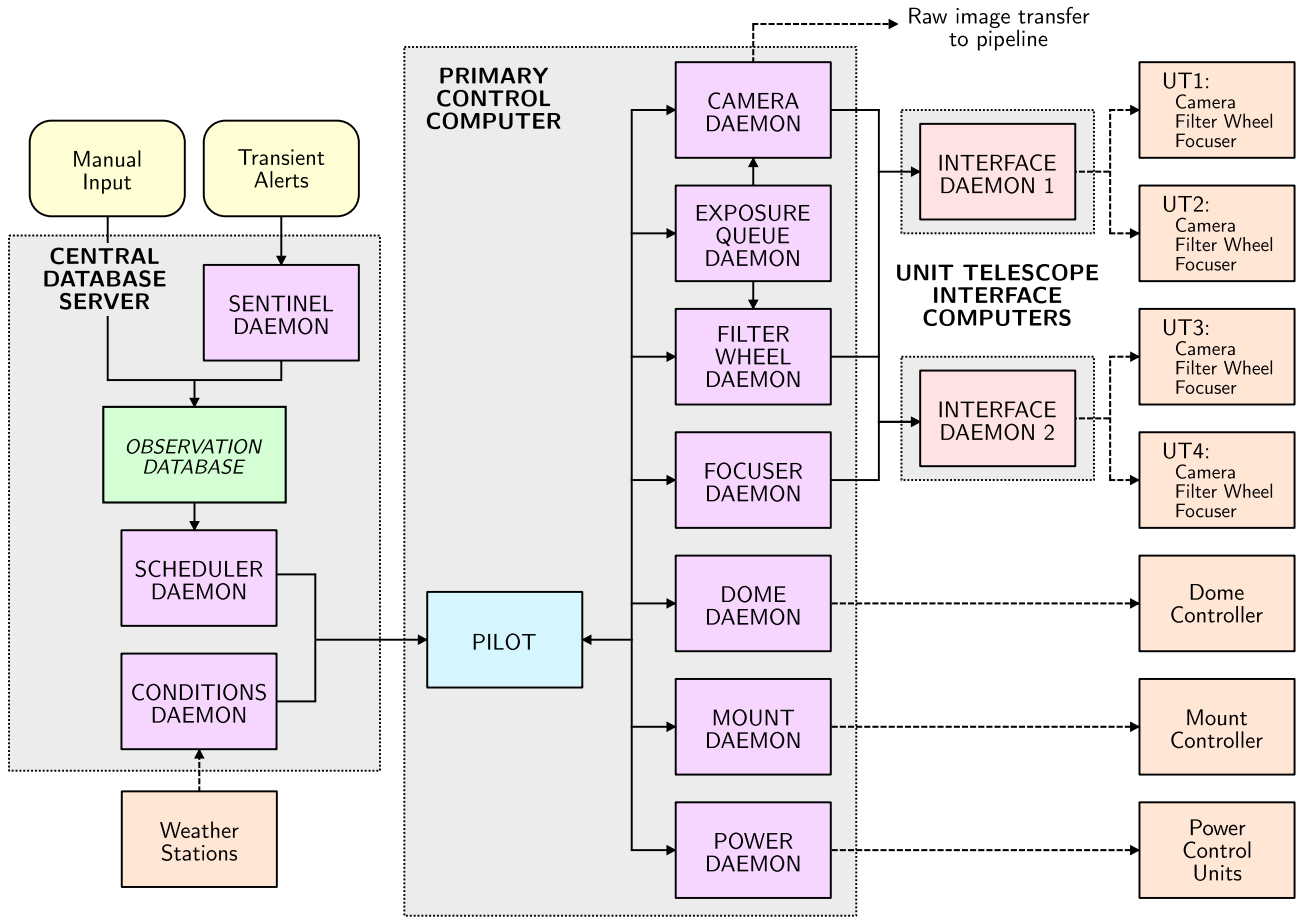 Raw image transfer
to pipeline
PRIMARY
CONTROL
COMPUTER
CAMERA
DAEMON
UT1:
Camera
Filter Wheel
Focuser
Manual
Input
Transient
Alerts
INTERFACE
DAEMON 1
EXPOSURE
QUEUE
DAEMON
UT2:
Camera
Filter Wheel
Focuser
CENTRAL
DATABASE
SERVER
SENTINEL
DAEMON
UNIT TELESCOPE
INTERFACE
COMPUTERS
FILTER
WHEEL
DAEMON
UT3:
Camera
Filter Wheel
Focuser
INTERFACE
DAEMON 2
OBSERVATION
DATABASE
FOCUSER
DAEMON
UT4:
Camera
Filter Wheel
Focuser
SCHEDULER
DAEMON
DOME
DAEMON
Dome
Controller
PILOT
CONDITIONS
DAEMON
MOUNT
DAEMON
Mount
Controller
Weather
Stations
POWER
DAEMON
Power
Control
Units